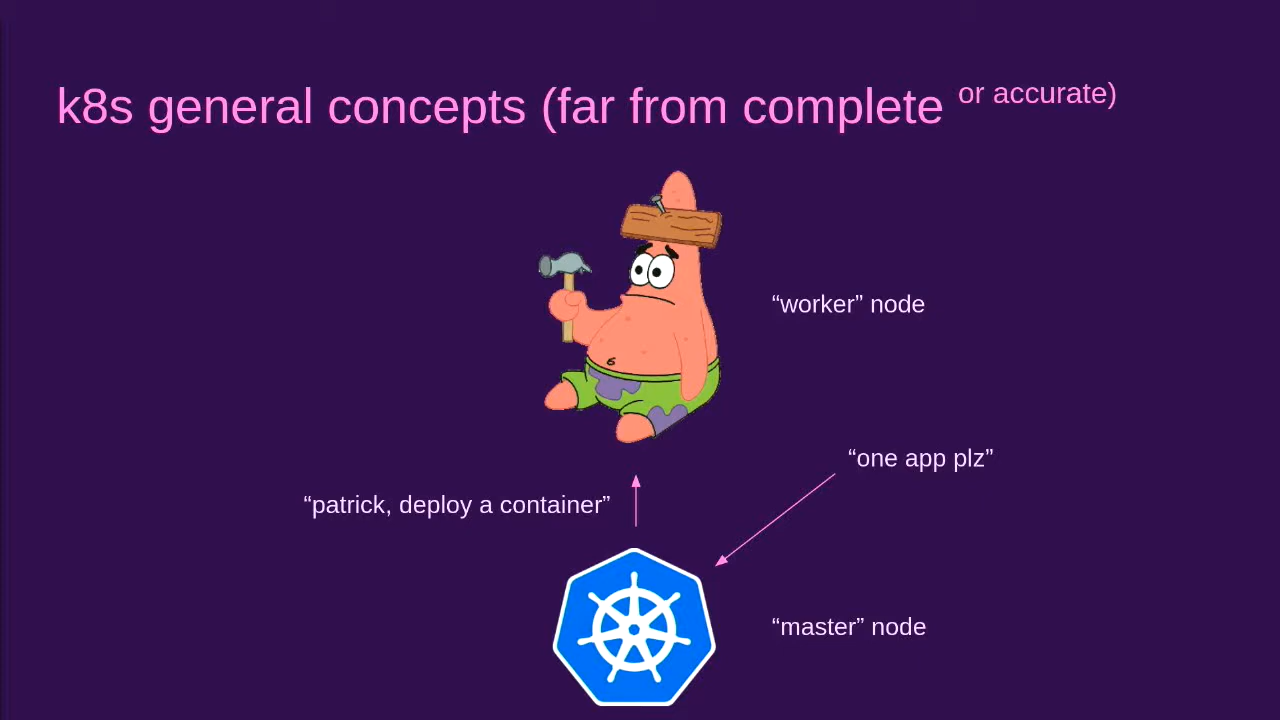 k8s general concepts (far from complete or accurate)
“worker” node
“one app plz”
“patrick, deploy a container”
“master” node